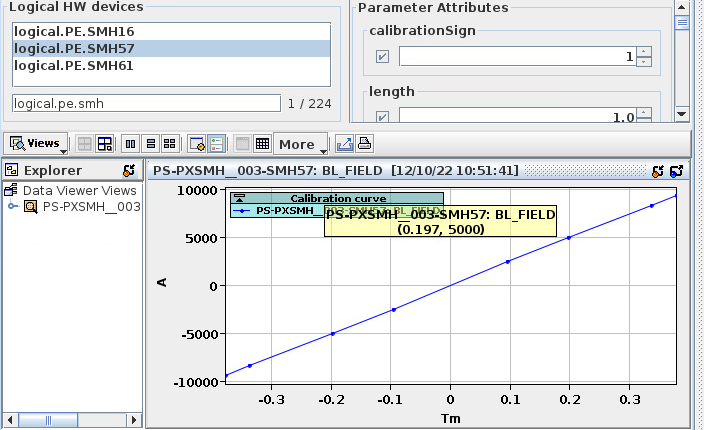 Logical HW devices
logical.PE.SMH16
logical.PE.SMH57
logical.PE.SMH61
logical.pe.smh
1 / 224
Parameter Attributes
calibrationSign
1
length
1.0
Views
More
Explorer
Data Viewer Views
PS-PXSMH__003
PS-PXSMH__003-SMH57: BL_FIELD [12/10/22 10:51:41]
Calibration curve
PS-PXSMH__003-SMH57: BL_FIELD
PS-PXSMH__003-SMH57: BL_FIELD
(0.197, 5000)
10000
5000
0
-5000
-10000
A
-0.3
-0.2
-0.1
0
0.1
0.2
0.3
Tm